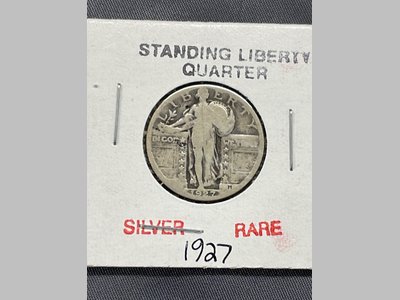 STANDING LIBERTY
QUARTER
LIBERTY
SILVER RARE
1927